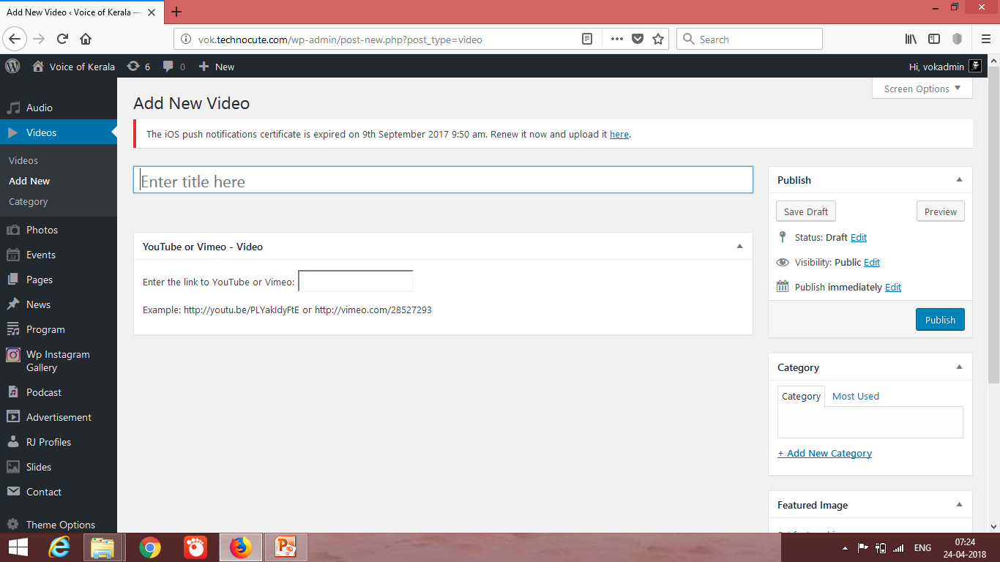 Add New Video ‹ Voice of Kerala —
vok.technocute.com/wp-admin/post-new.php?post_type=video
Search
Voice of Kerala
6
0
New
Hi, vokadmin
Screen Options
Audio
Videos
Videos
Add New
Category
Photos
Events
Pages
News
Program
Wp Instagram
Gallery
Podcast
Advertisement
RJ Profiles
Slides
Contact
Theme Options
Add New Video
The iOS push notifications certificate is expired on 9th September 2017 9:50 am. Renew it now and upload it here.
Enter title here
YouTube or Vimeo - Video
Enter the link to YouTube or Vimeo:
Example: http://youtu.be/PLYakIdyFtE or http://vimeo.com/28527293
Publish
Save Draft
Preview
Status: Draft Edit
Visibility: Public Edit
Publish immediately Edit
Publish
Category
Category
Most Used
+ Add New Category
Featured Image
ENG
07:24
24-04-2018